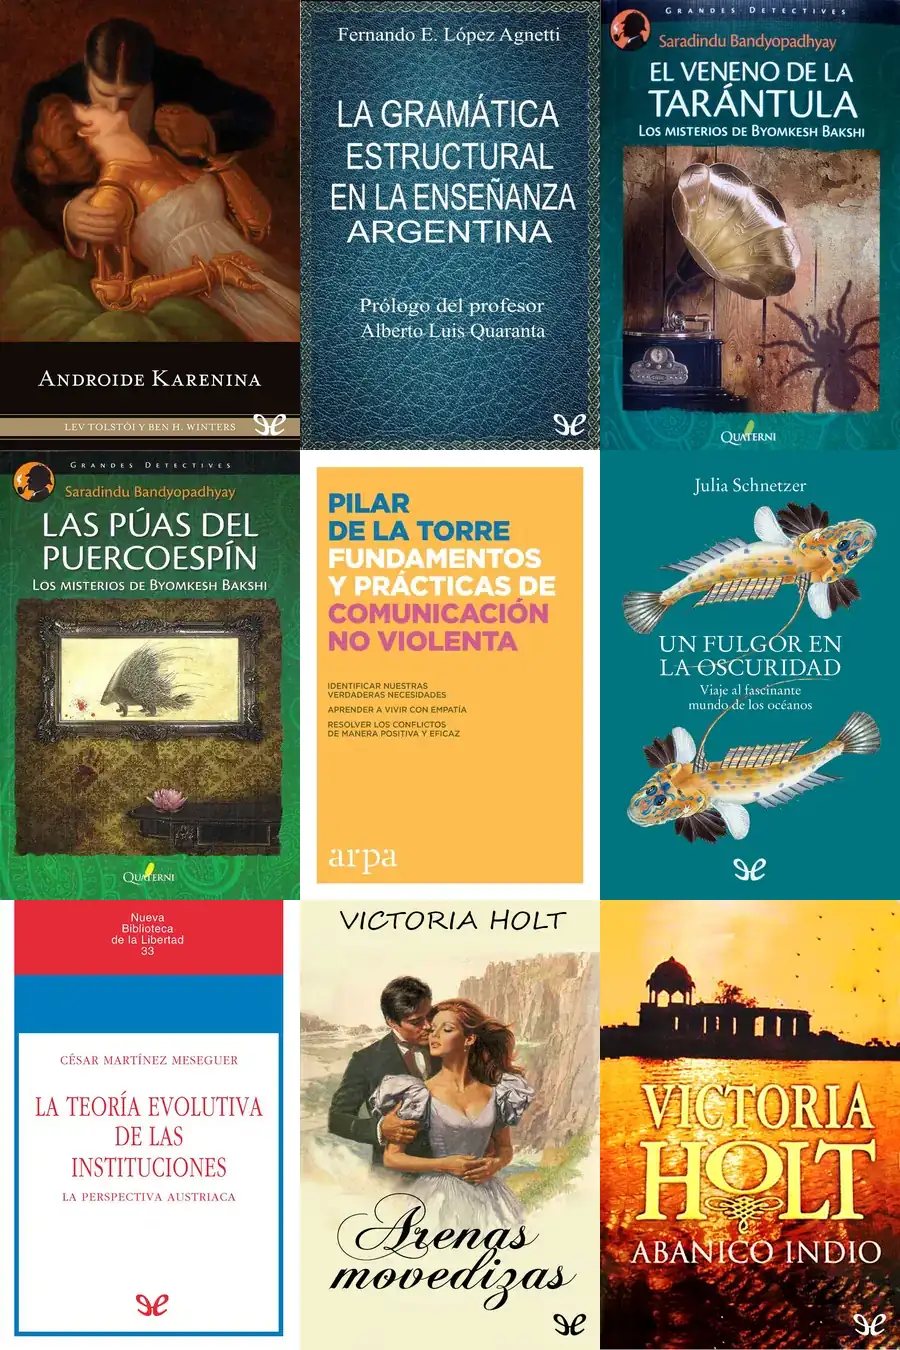 Androide Karenina
Lev Tolstói y Ben H. Winters
Fernando E. López Agnetti
LA GRAMÁTICA
ESTRUCTURAL
EN LA ENSEÑANZA
ARGENTINA
Prólogo del profesor
Alberto Luis Quaranta
Grandes Detectives
Saradindu Bandyopadhyay
EL VENENO DE LA
TARÁNTULA
Los misterios de Byomkesh Bakshi
Quaterni
Grandes Detectives
Saradindu Bandyopadhyay
LAS PÚAS DEL
PUERCOESPÍN
Los misterios de Byomkesh Bakshi
Quaterni
PILAR
DE LA TORRE
FUNDAMENTOS
Y PRÁCTICAS DE
COMUNICACIÓN
NO VIOLENTA
IDENTIFICAR NUESTRAS
VERDADERAS NECESIDADES
APRENDER A VIVIR CON EMPATÍA
RESOLVER LOS CONFLICTOS
DE MANERA POSITIVA Y EFICAZ
arpa
Julia Schnetzer
UN FULGOR EN
LA OSCURIDAD
Viaje al fascinante
mundo de los océanos
Nueva
Biblioteca
de la Libertad
33
CÉSAR MARTÍNEZ MESEGUER
LA TEORÍA EVOLUTIVA
DE LAS
INSTITUCIONES
LA PERSPECTIVA AUSTRIACA
VICTORIA HOLT
Arenas
movedizas
VICTORIA
HOLT
ABANICO INDIO